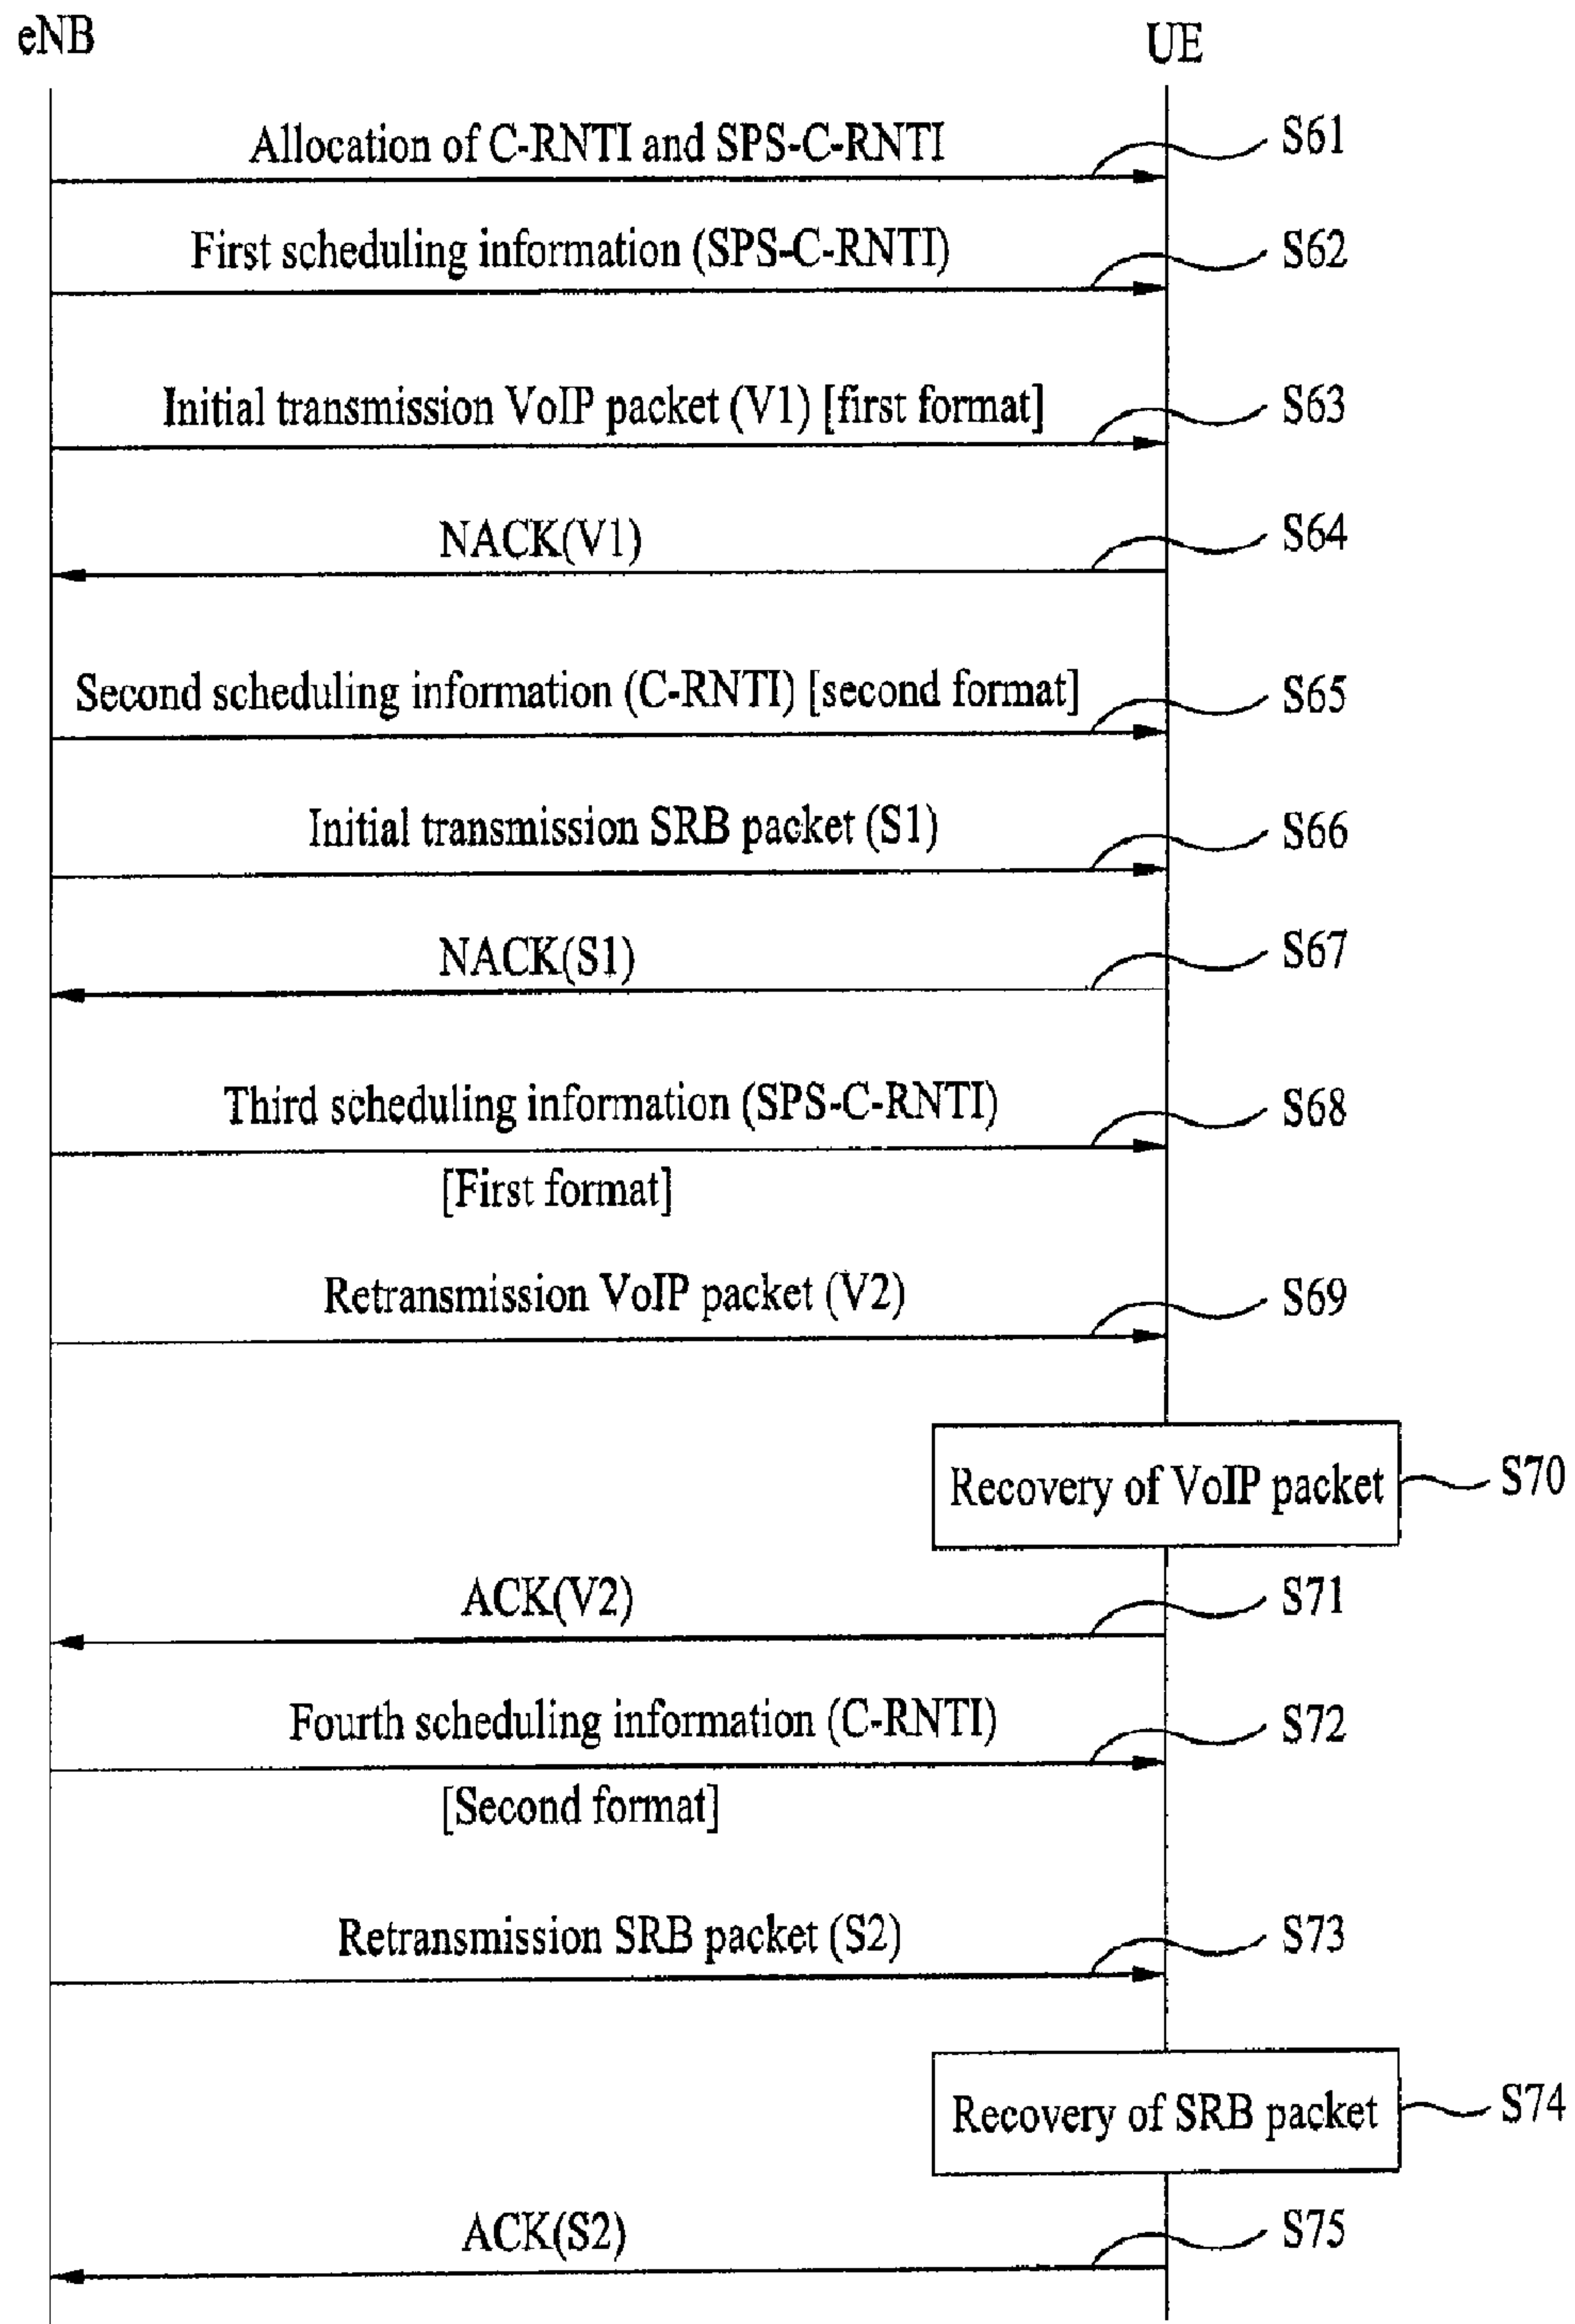 eNB
UE
Allocation of C-RNTI and SPS-C-RNTI
S61
First scheduling information (SPS-C-RNTI)
S62
Initial transmission VoIP packet (V1) [first format]
S63
NACK(V1)
S64
Second scheduling information (C-RNTI) [second format]
S65
Initial transmission SRB packet (S1)
S66
NACK(S1)
S67
Third scheduling information (SPS-C-RNTI)
S68
[First format]
Retransmission VoIP packet (V2)
S69
Recovery of VoIP packet
S70
ACK(V2)
S71
Fourth scheduling information (C-RNTI)
S72
[Second format]
Retransmission SRB packet (S2)
S73
Recovery of SRB packet
S74
ACK(S2)
S75